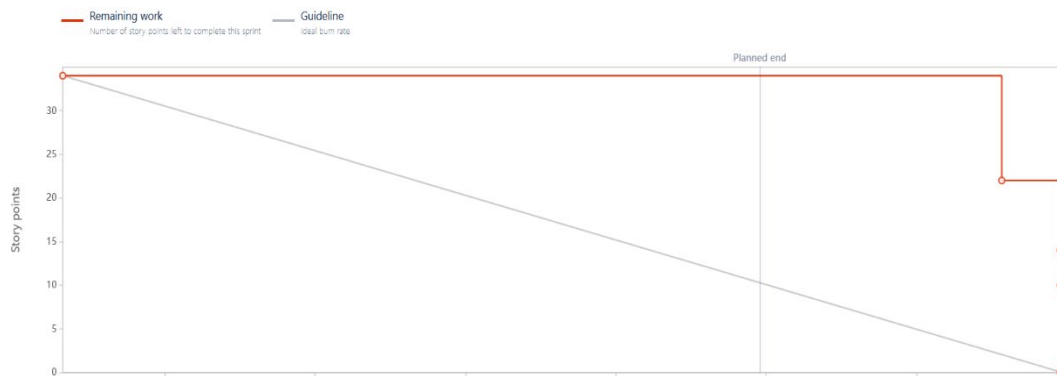 Remaining work
Number of story points left to complete this sprint
Guideline
Ideal burn rate
Planned end
Story points
30
25
20
15
10
5
0